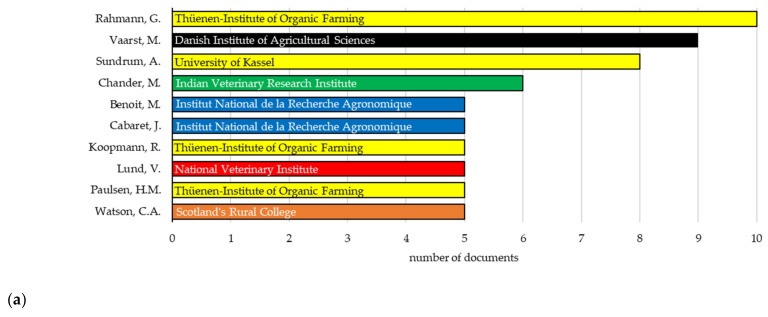 Rahmann, G. Thüenen-Institute of Organic Farming
Vaarst, M. Danish Institute of Agricultural Sciences
Sundrum, A. University of Kassel
Chander, M. Indian Veterinary Research Institute
Benoit, M. Institut National de la Recherche Agronomique
Cabaret, J. Institut National de la Recherche Agronomique
Koopmann, R. Thüenen-Institute of Organic Farming
Lund, V. National Veterinary Institute
Paulsen, H.M. Thüenen-Institute of Organic Farming
Watson, C.A. Scotland's Rural College
0 1 2 3 4 5 6 7 8 9 10
number of documents
(a)